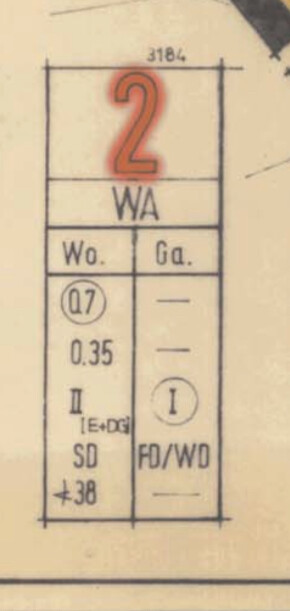 3184
2
WA
Wo. Ga.
0.7 —
0.35 —
II I
[E+DG]
SD FD/WD
∢38 —